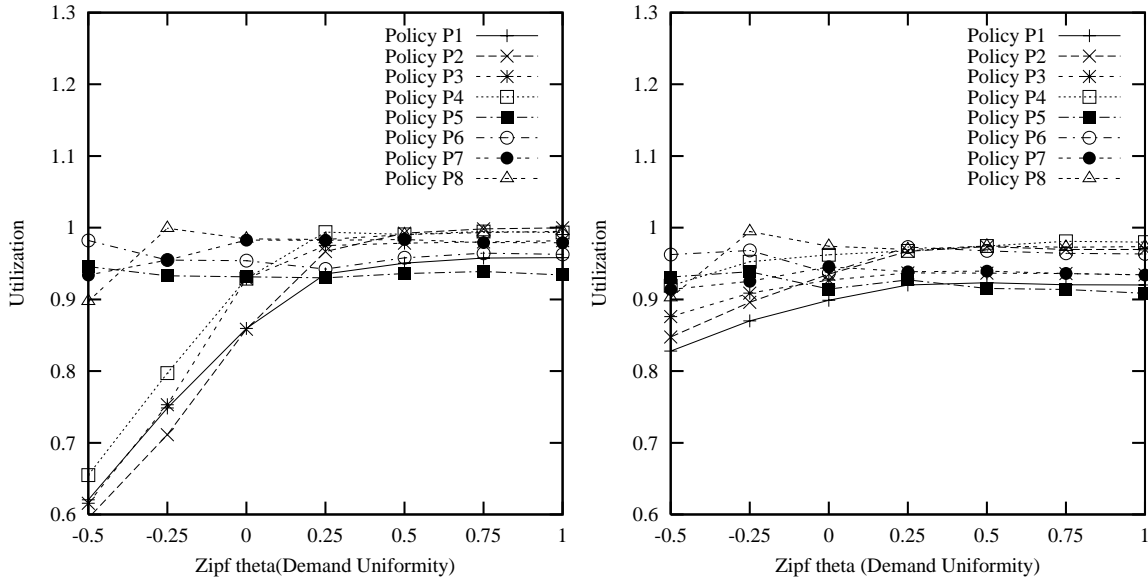 1.3
1.2
1.1
1
0.9
0.8
0.7
0.6
Utilization
-0.5 -0.25 0 0.25 0.5 0.75 1
Zipf theta(Demand Uniformity)
Policy P1
Policy P2
Policy P3
Policy P4
Policy P5
Policy P6
Policy P7
Policy P8
1.3
1.2
1.1
1
0.9
0.8
0.7
0.6
Utilization
-0.5 -0.25 0 0.25 0.5 0.75 1
Zipf theta (Demand Uniformity)
Policy P1
Policy P2
Policy P3
Policy P4
Policy P5
Policy P6
Policy P7
Policy P8